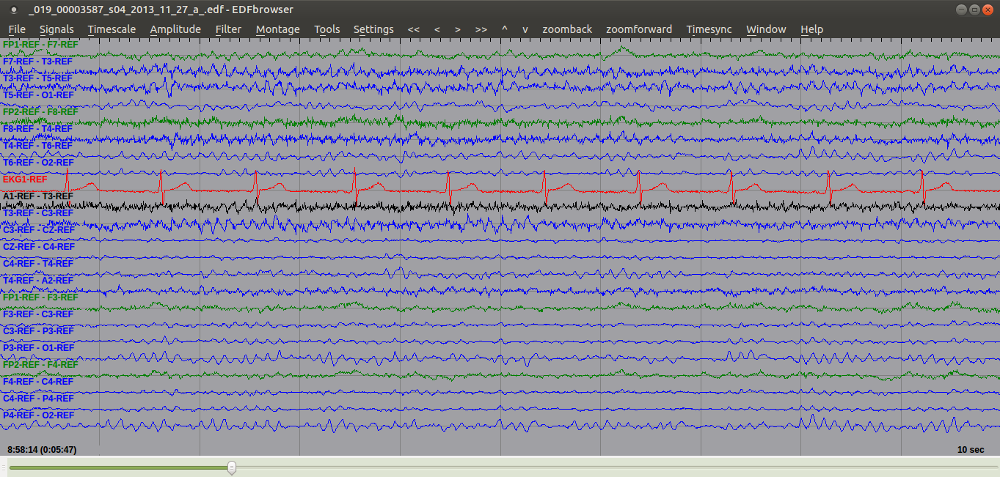 _019_00003587_s04_2013_11_27_a_.edf - EDFbrowser
File Signals Timescale Amplitude Filter Montage Tools Settings << < > >> ^ v zoomback zoomforward Timesync Window Help
FP1-REF - F7-REF
F7-REF - T3-REF
T3-REF - T5-REF
T5-REF - O1-REF
FP2-REF - F8-REF
F8-REF - T4-REF
T4-REF - T6-REF
T6-REF - O2-REF
EKG1-REF
A1-REF - T3-REF
T3-REF - C3-REF
C3-REF - CZ-REF
CZ-REF - C4-REF
C4-REF - T4-REF
T4-REF - A2-REF
FP1-REF - F3-REF
F3-REF - C3-REF
C3-REF - P3-REF
P3-REF - O1-REF
FP2-REF - F4-REF
F4-REF - C4-REF
C4-REF - P4-REF
P4-REF - O2-REF
8:58:14 (0:05:47) 10 sec